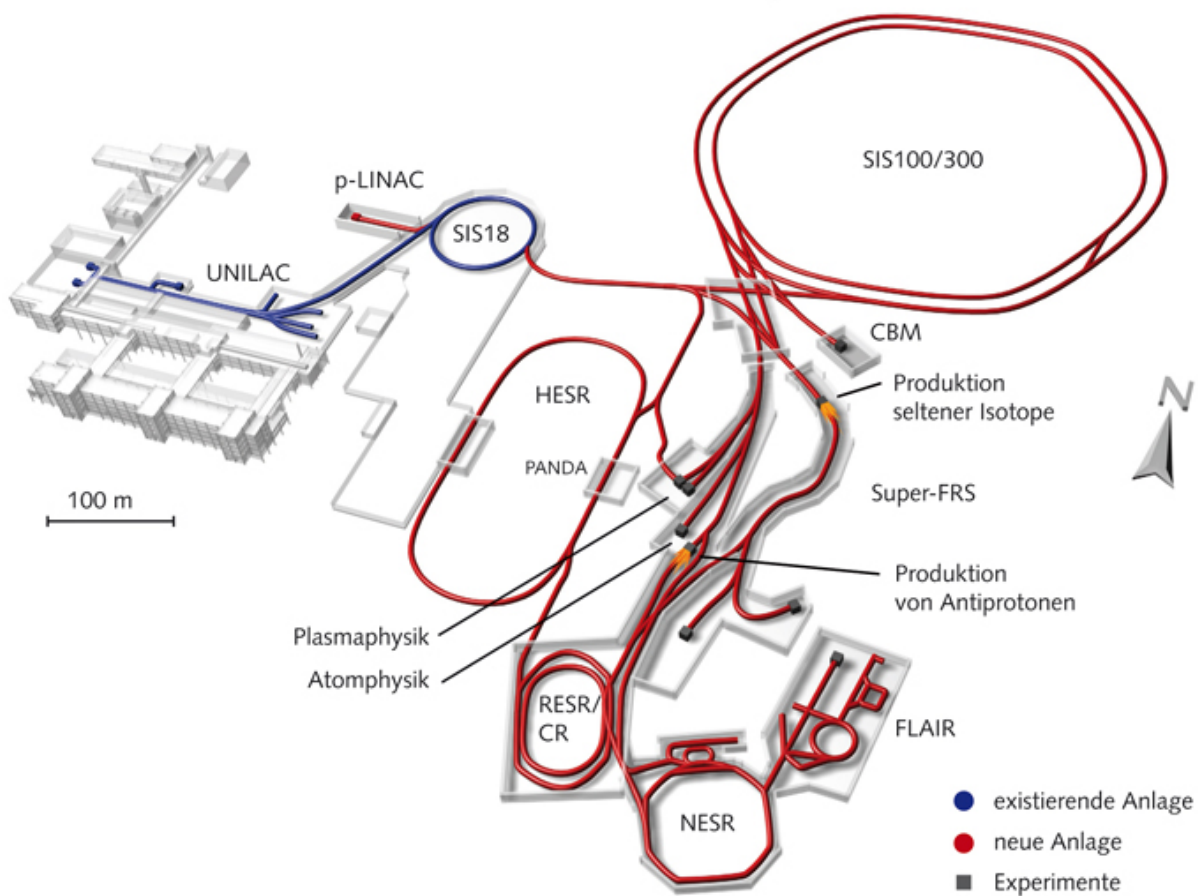 SIS100/300
p-LINAC
SIS18
UNILAC
CBM
Produktion
seltener Isotope
N
HESR
PANDA
100 m
Super-FRS
Produktion
von Antiprotonen
Plasmaphysik
Atomphysik
RESR/
CR
FLAIR
NESR
existierende Anlage
neue Anlage
Experimente